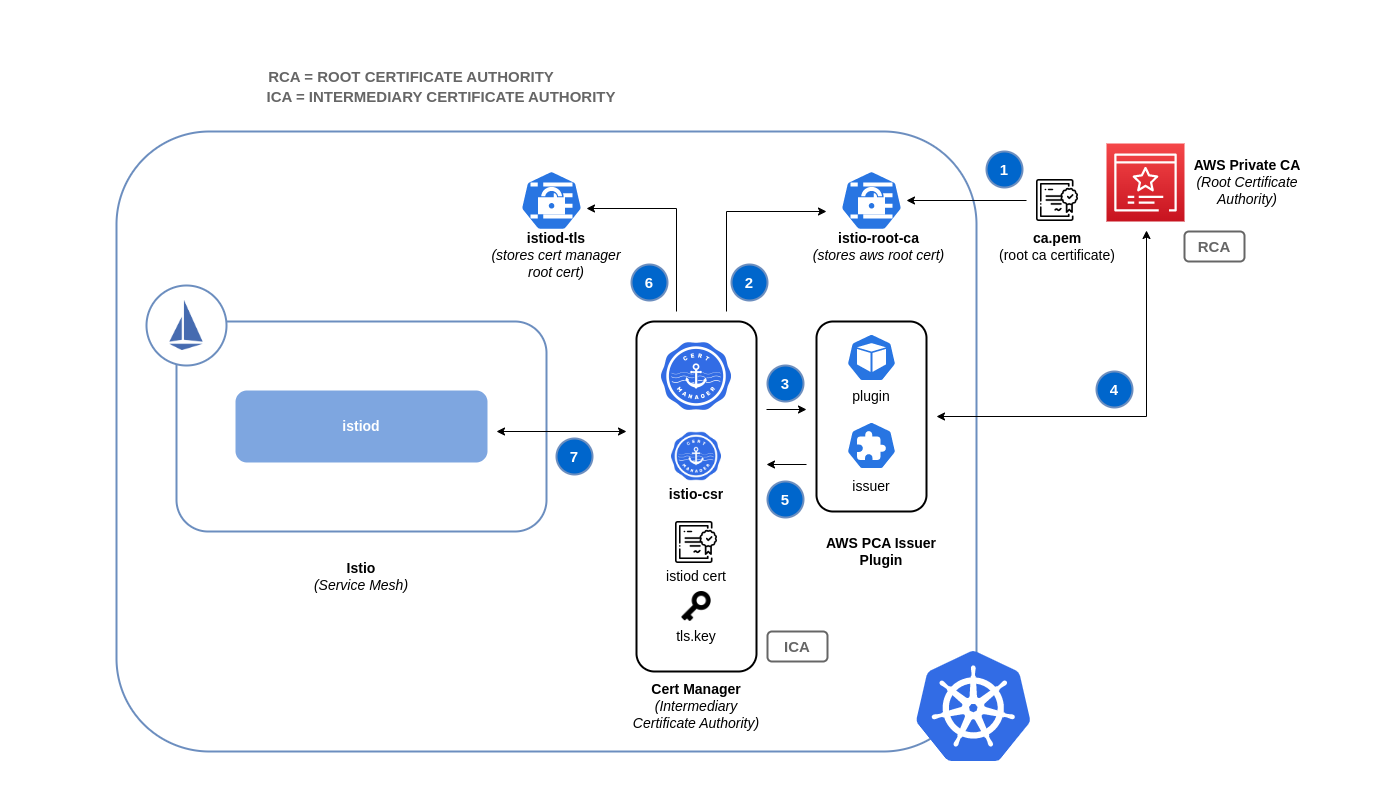 RCA = ROOT CERTIFICATE AUTHORITY
ICA = INTERMEDIARY CERTIFICATE AUTHORITY
1
AWS Private CA
(Root Certificate
Authority)
RCA
istiod-tls
(stores cert manager
root cert)
istio-root-ca
(stores aws root cert)
ca.pem
(root ca certificate)
6
2
CERT
MANAGER
3
plugin
4
istiod
7
CERT
MANAGER
istio-csr
issuer
5
istiod cert
tls.key
AWS PCA Issuer
Plugin
Istio
(Service Mesh)
ICA
Cert Manager
(Intermediary
Certificate Authority)